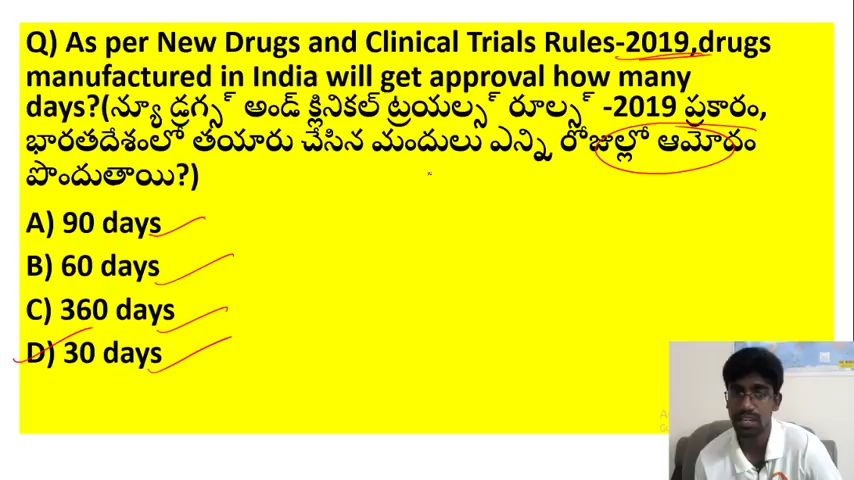 Q) As per New Drugs and Clinical Trials Rules-2019,drugs
manufactured in India will get approval how many
days?(న్యూ డ్రగ్స్ అండ్ క్లినికల్ ట్రయల్స్ రూల్స్ -2019 ప్రకారం,
భారతదేశంలో తయారు చేసిన మందులు ఎన్ని రోజుల్లో ఆమోదం
పొందుతాయి?)
A) 90 days
B) 60 days
C) 360 days
D) 30 days